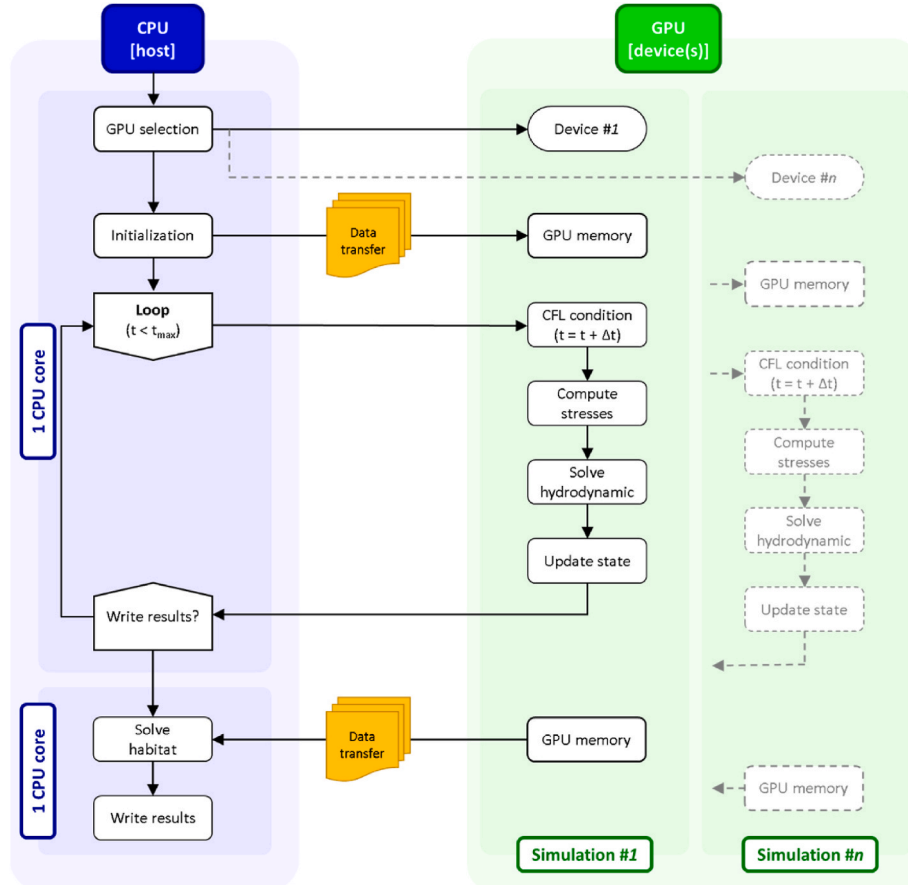 CPU
[host]
GPU
[device(s)]
GPU selection
Device #1
Device #n
Initialization
Data
transfer
GPU memory
GPU memory
Loop
(t < tmax)
CFL condition
(t = t + Δt)
CFL condition
(t = t + Δt)
1 CPU core
Compute
stresses
Compute
stresses
Solve
hydrodynamic
Solve
hydrodynamic
Update state
Update state
Write results?
1 CPU core
Solve
habitat
Data
transfer
GPU memory
GPU memory
Write results
Simulation #1
Simulation #n